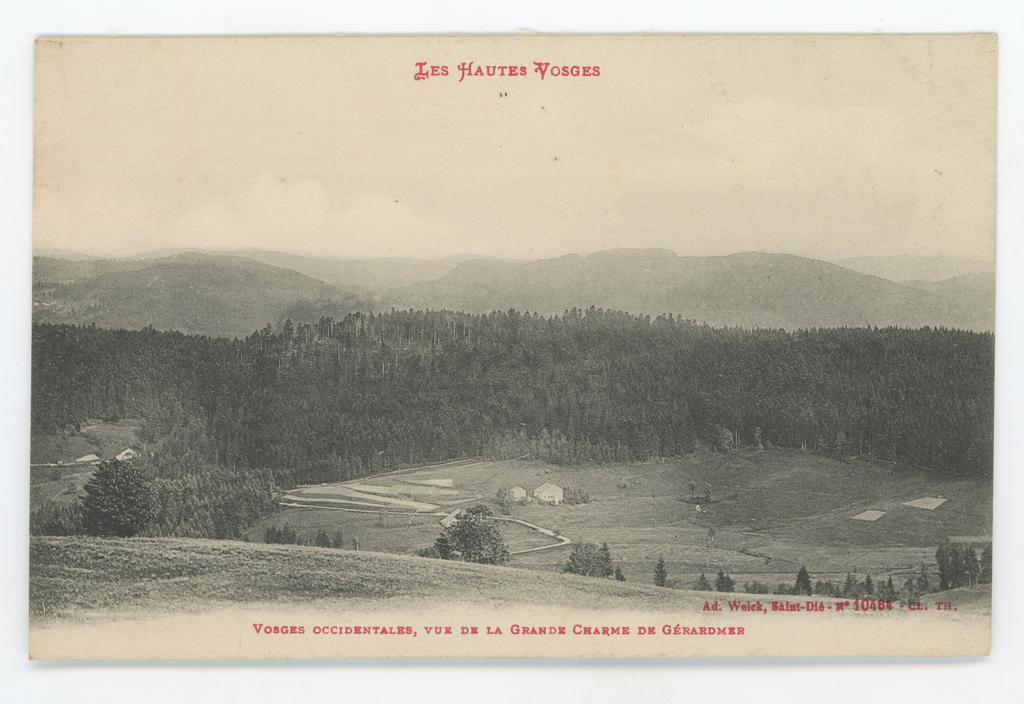 LES HAUTES VOSGES
Ad. Weick, Saint-Dié - N° 10464 - CL. TH.
VOSGES OCCIDENTALES, VUE DE LA GRANDE CHARME DE GÉRARDMER